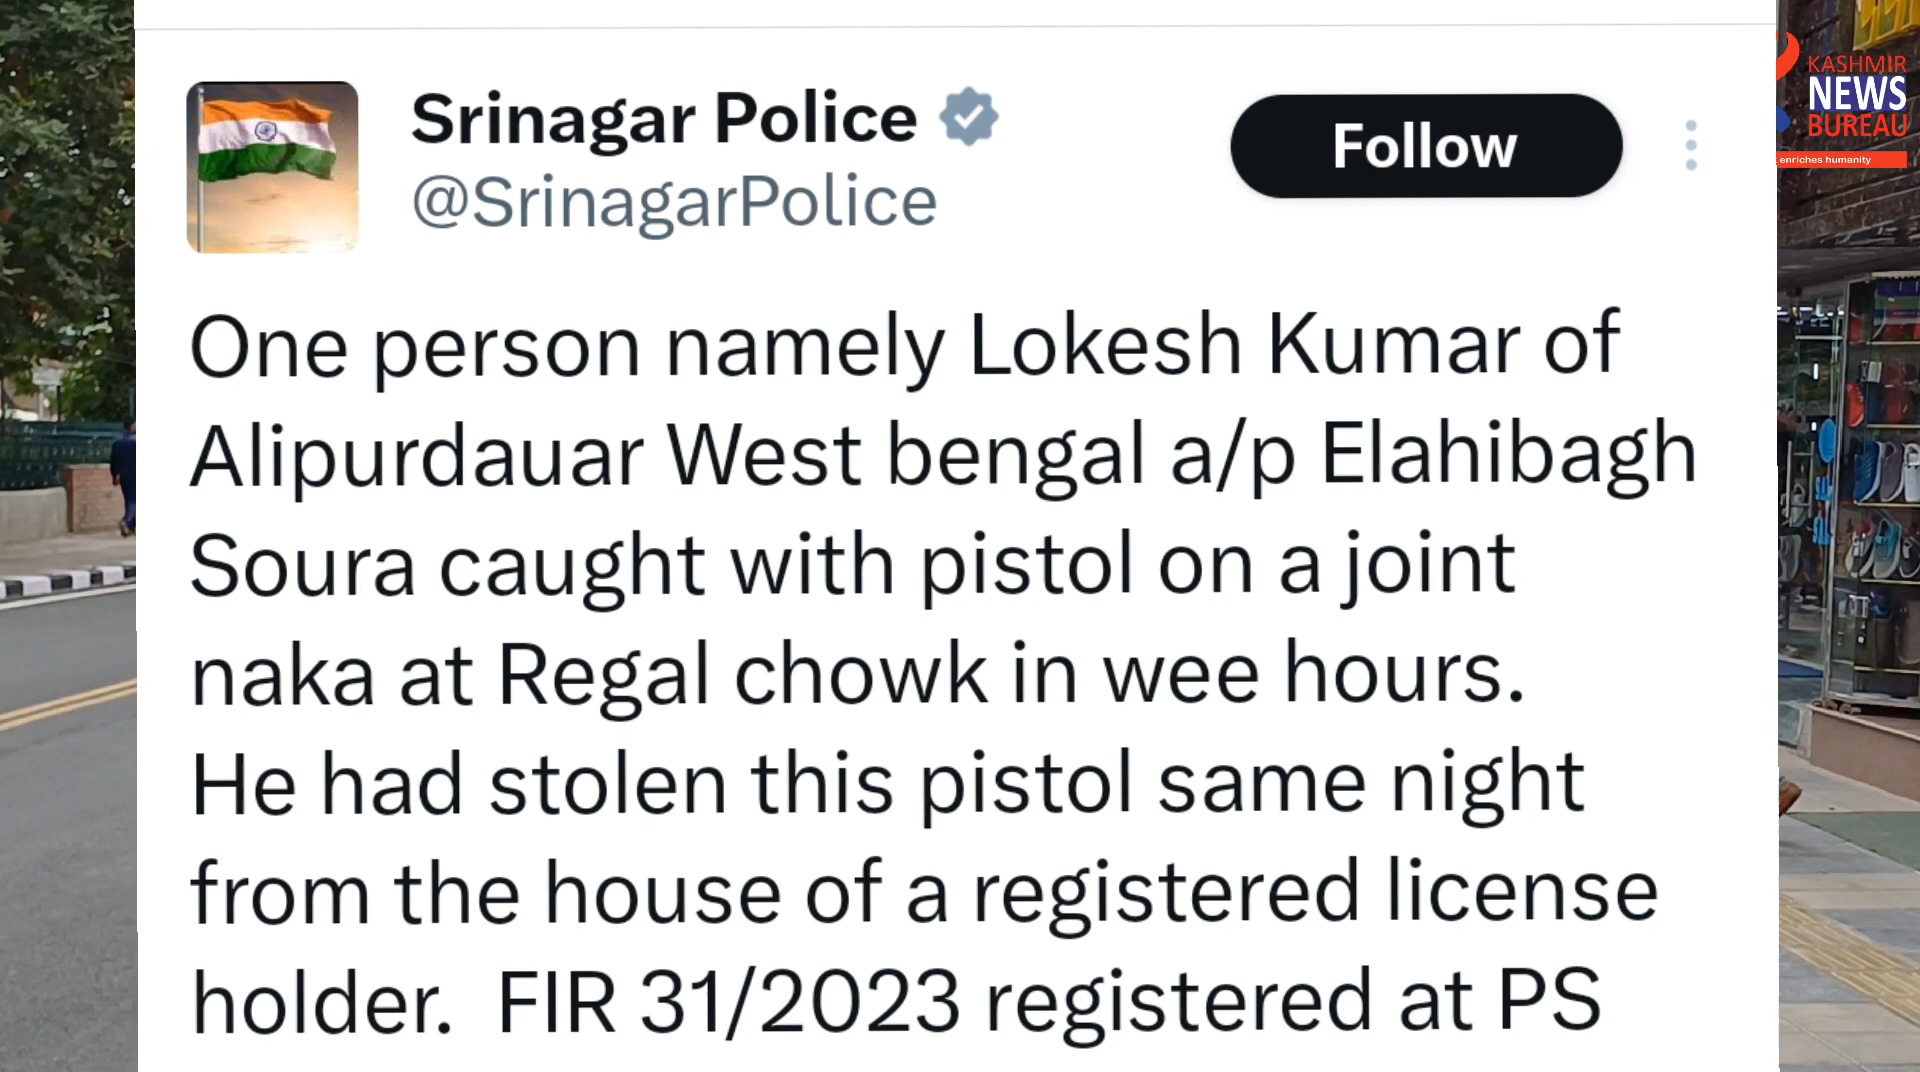 Srinagar Police
@SrinagarPolice
Follow
KASHMIR
NEWS
BUREAU
enriches humanity
One person namely Lokesh Kumar of
Alipurdauar West bengal a/p Elahibagh
Soura caught with pistol on a joint
naka at Regal chowk in wee hours.
He had stolen this pistol same night
from the house of a registered license
holder. FIR 31/2023 registered at PS